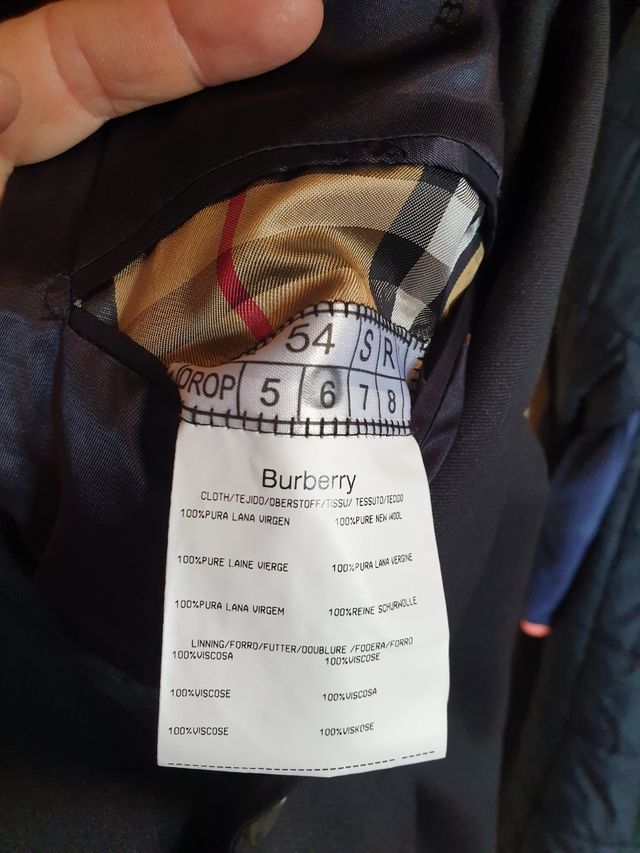 54 S R
DROP 5 6 7 8
Burberry
CLOTH/TEJIDO/OBERSTOFF/TISSU/ TESSUTO/TECIDO
100%PURA LANA VIRGEN 100%PURE NEW WOOL
100%PURE LAINE VIERGE 100%PURA LANA VERGINE
100%PURA LANA VIRGEM 100%REINE SCHURWOLLE
LINNING/FORRO/FUTTER/DOUBLURE /FODERA/FORRO
100%VISCOSA 100%VISCOSE
100%VISCOSE 100%VISCOSA
100%VISCOSE 100%VISKOSE